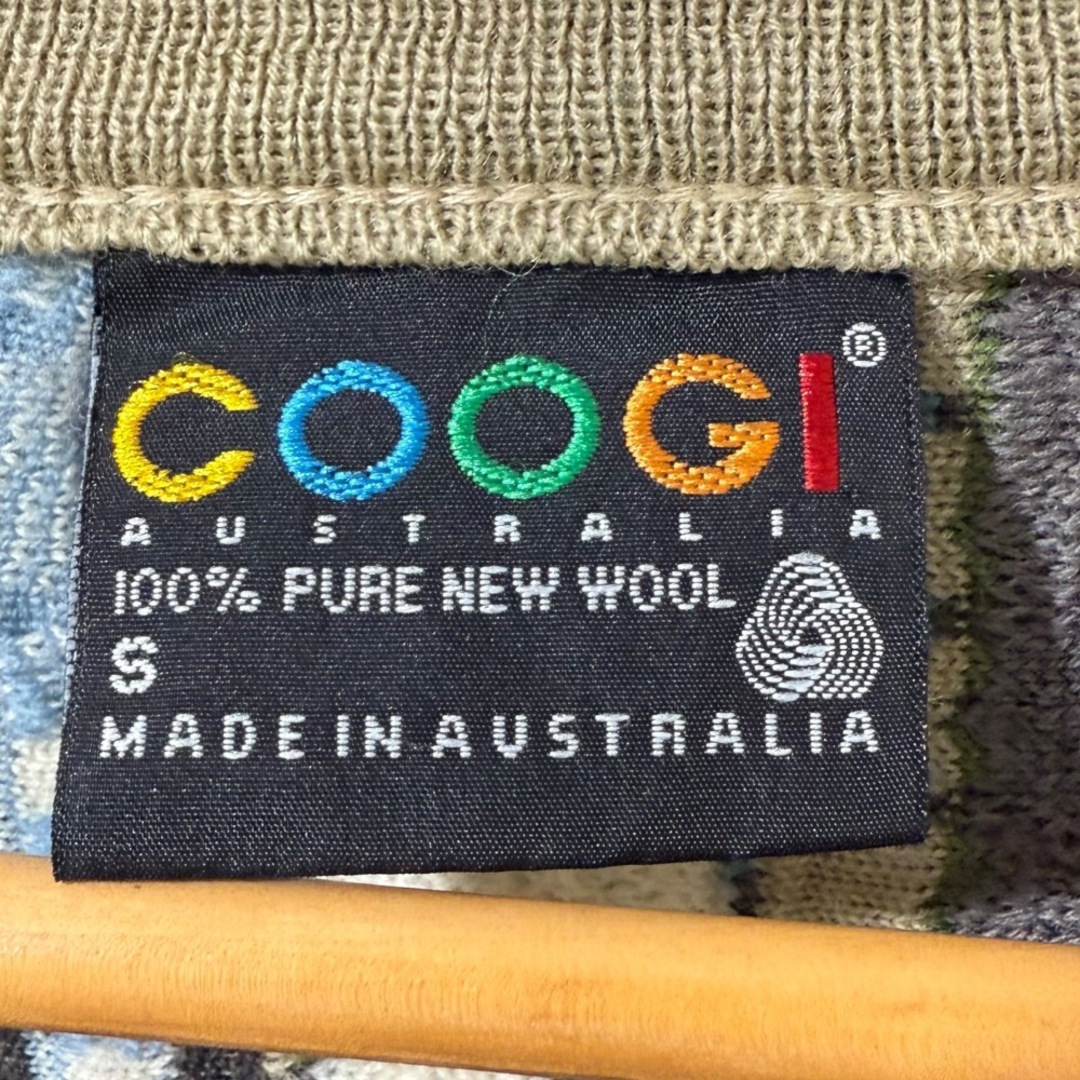 COOGI®
AUSTRALIA
100% PURE NEW WOOL
S
MADE IN AUSTRALIA